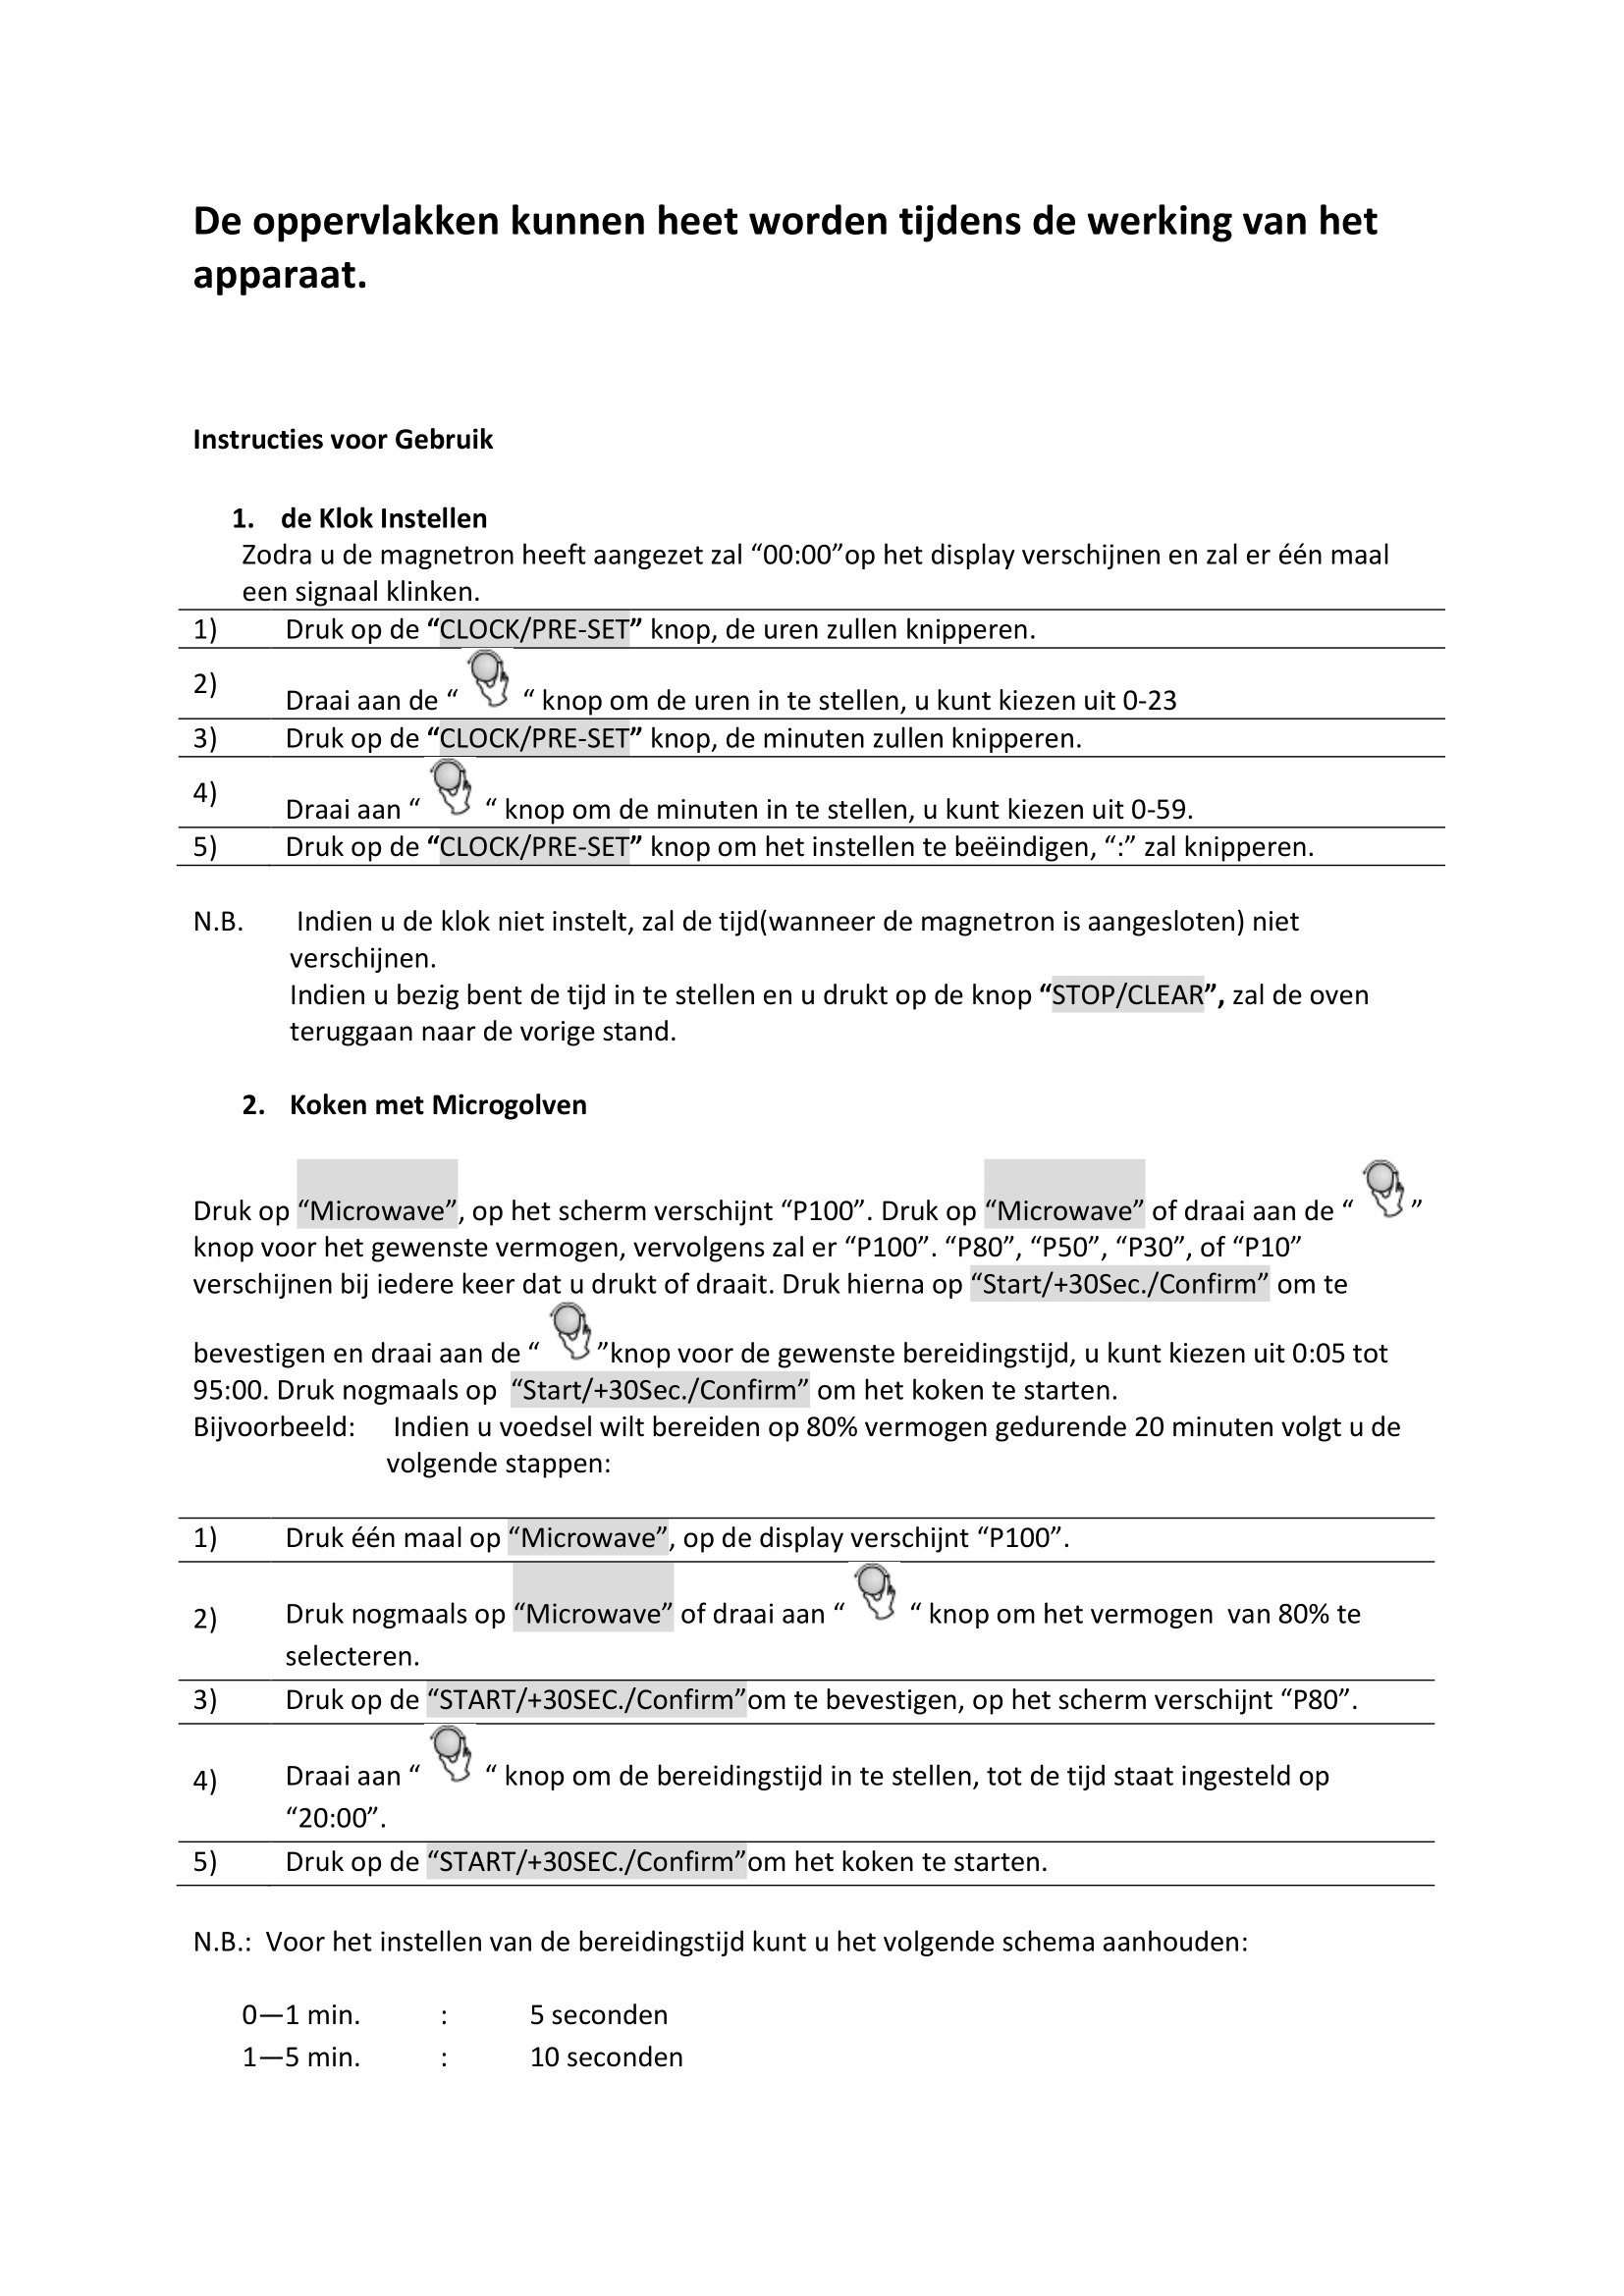 De oppervlakken kunnen heet worden tijdens de werking van het
apparaat.
Instructies voor Gebruik
1. de Klok Instellen
Zodra u de magnetron heeft aangezet zal “00:00”op het display verschijnen en zal er één maal
een signaal klinken.
1) Druk op de “CLOCK/PRE-SET” knop, de uren zullen knipperen.
2) Draai aan de “ “ knop om de uren in te stellen, u kunt kiezen uit 0-23
3) Druk op de “CLOCK/PRE-SET” knop, de minuten zullen knipperen.
4) Draai aan “ “ knop om de minuten in te stellen, u kunt kiezen uit 0-59.
5) Druk op de “CLOCK/PRE-SET” knop om het instellen te beëindigen, “:” zal knipperen.
N.B. Indien u de klok niet instelt, zal de tijd(wanneer de magnetron is aangesloten) niet
verschijnen.
Indien u bezig bent de tijd in te stellen en u drukt op de knop “STOP/CLEAR”, zal de oven
teruggaan naar de vorige stand.
2. Koken met Microgolven
Druk op “Microwave”, op het scherm verschijnt “P100”. Druk op “Microwave” of draai aan de “ ”
knop voor het gewenste vermogen, vervolgens zal er “P100”. “P80”, “P50”, “P30”, of “P10”
verschijnen bij iedere keer dat u drukt of draait. Druk hierna op “Start/+30Sec./Confirm” om te
bevestigen en draai aan de “ ”knop voor de gewenste bereidingstijd, u kunt kiezen uit 0:05 tot
95:00. Druk nogmaals op “Start/+30Sec./Confirm” om het koken te starten.
Bijvoorbeeld: Indien u voedsel wilt bereiden op 80% vermogen gedurende 20 minuten volgt u de
volgende stappen:
1) Druk één maal op “Microwave”, op de display verschijnt “P100”.
2) Druk nogmaals op “Microwave” of draai aan “ “ knop om het vermogen van 80% te
selecteren.
3) Druk op de “START/+30SEC./Confirm”om te bevestigen, op het scherm verschijnt “P80”.
4) Draai aan “ “ knop om de bereidingstijd in te stellen, tot de tijd staat ingesteld op
“20:00”.
5) Druk op de “START/+30SEC./Confirm”om het koken te starten.
N.B.: Voor het instellen van de bereidingstijd kunt u het volgende schema aanhouden:
0—1 min. : 5 seconden
1—5 min. : 10 seconden